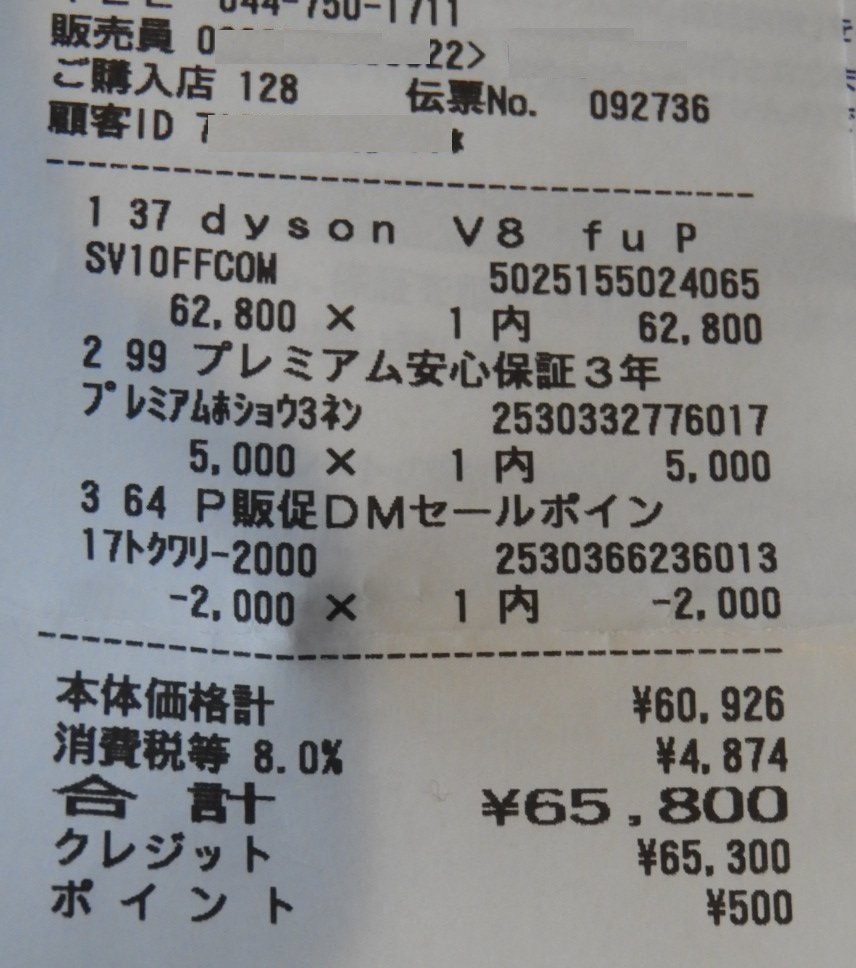 044-750-1711
販売員 0 22>
ご購入店 128 伝票No. 092736
顧客ID 7 *
1 37 ｄｙｓｏｎ Ｖ８ ｆｕＰ
SV10FFCOM 5025155024065
62,800 × 1 内 62,800
2 99 プレミアム安心保証３年
ﾌﾟﾚﾐｱﾑﾎｼｮｳ3ﾈﾝ 2530332776017
5,000 × 1 内 5,000
3 64 Ｐ販促ＤＭセールポイン
17ﾄｸﾜﾘｰ2000 2530366236013
-2,000 × 1 内 -2,000
本体価格計 ¥60,926
消費税等 8.0% ¥4,874
合 計 ¥65,800
クレジット ¥65,300
ポイント ¥500